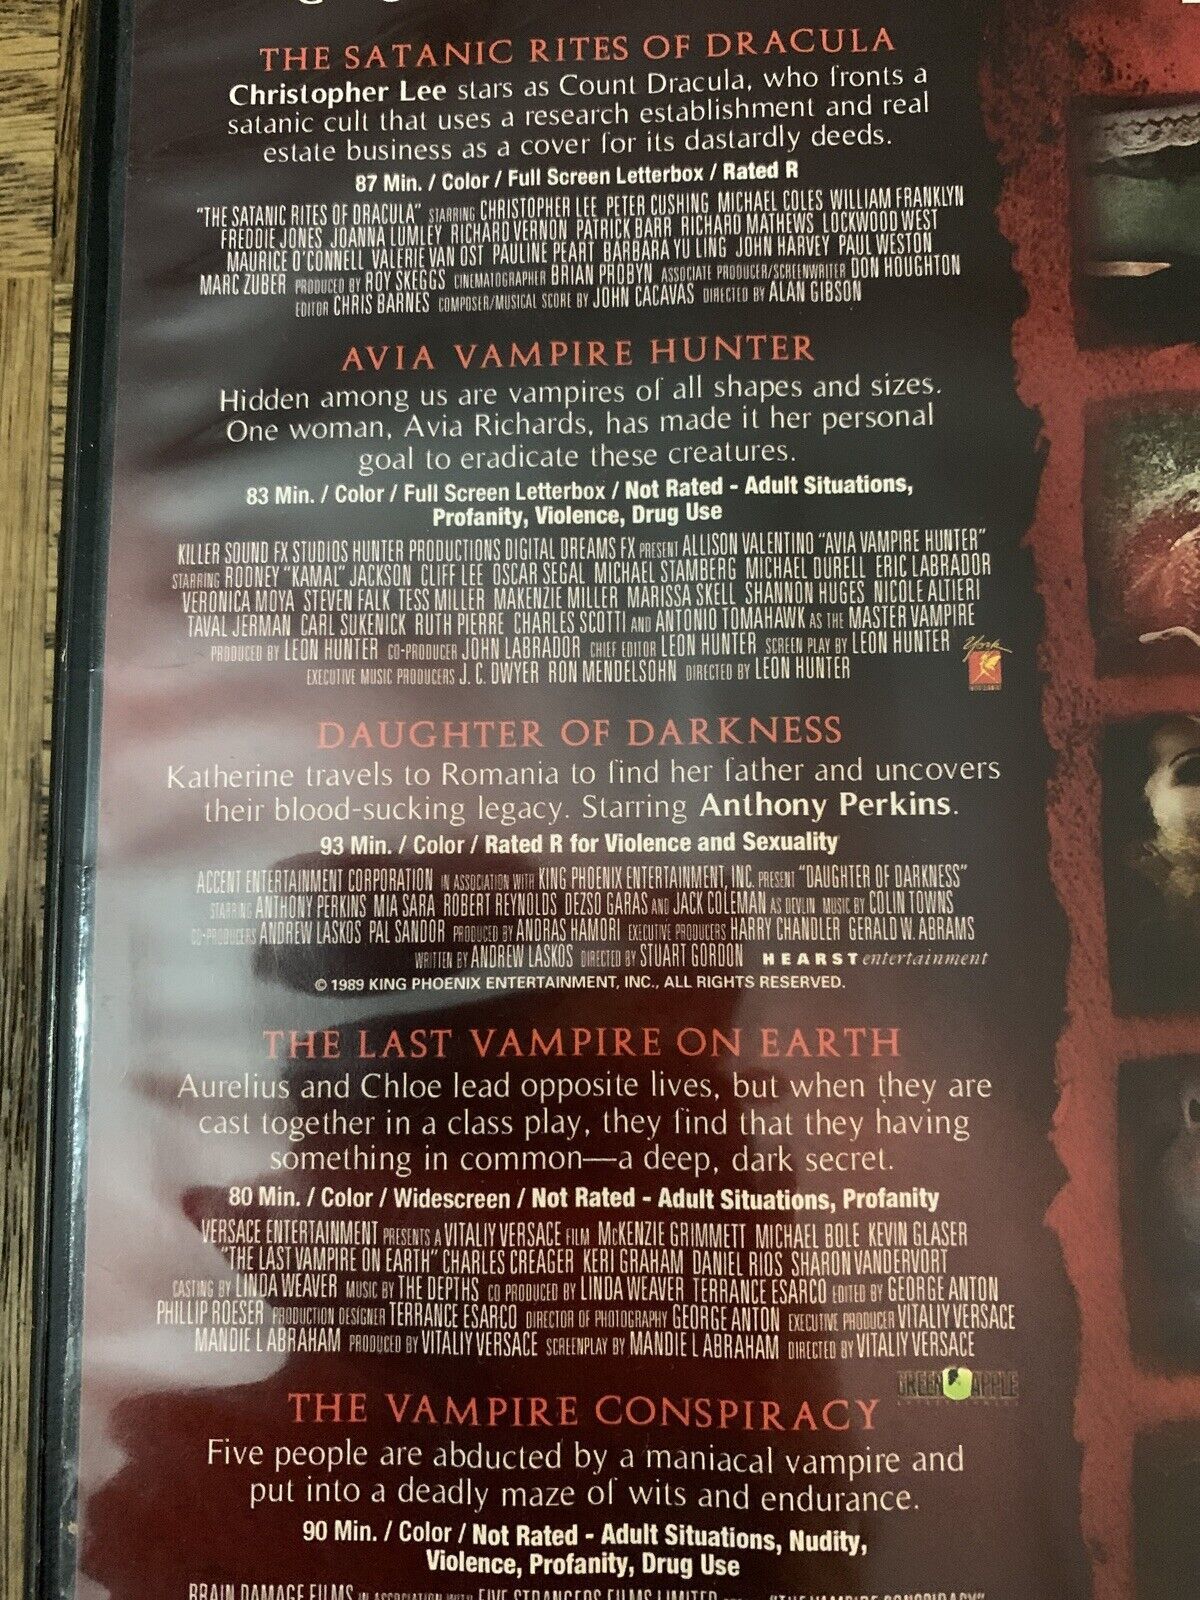 THE SATANIC RITES OF DRACULA
Christopher Lee stars as Count Dracula, who fronts a
satanic cult that uses a research establishment and real
estate business as a cover for its dastardly deeds.
87 Min. / Color / Full Screen Letterbox / Rated R
"THE SATANIC RITES OF DRACULA" STARRING CHRISTOPHER LEE PETER CUSHING MICHAEL COLES WILLIAM FRANKLYN
FREDDIE JONES JOANNA LUMLEY RICHARD VERNON PATRICK BARR RICHARD MATHEWS LOCKWOOD WEST
MAURICE O'CONNELL VALERIE VAN OST PAULINE PEART BARBARA YU LING JOHN HARVEY PAUL WESTON
MARC ZUBER PRODUCED BY ROY SKEGGS CINEMATOGRAPHER BRIAN PROBYN ASSOCIATE PRODUCER/SCREENWRITER DON HOUGHTON
EDITOR CHRIS BARNES COMPOSER/MUSICAL SCORE BY JOHN CACAVAS DIRECTED BY ALAN GIBSON
AVIA VAMPIRE HUNTER
Hidden among us are vampires of all shapes and sizes.
One woman, Avia Richards, has made it her personal
goal to eradicate these creatures.
83 Min. / Color / Full Screen Letterbox / Not Rated - Adult Situations,
Profanity, Violence, Drug Use
KILLER SOUND FX STUDIOS HUNTER PRODUCTIONS DIGITAL DREAMS FX PRESENT ALLISON VALENTINO "AVIA VAMPIRE HUNTER"
STARRING RODNEY "KAMAL" JACKSON CLIFF LEE OSCAR SEGAL MICHAEL STAMBERG MICHAEL DURELL ERIC LABRADOR
VERONICA MOYA STEVEN FALK TESS MILLER MAKENZIE MILLER MARISSA SKELL SHANNON HUGES NICOLE ALTIERI
TAVAL JERMAN CARL SUKENICK RUTH PIERRE CHARLES SCOTTI AND ANTONIO TOMAHAWK AS THE MASTER VAMPIRE
PRODUCED BY LEON HUNTER CO-PRODUCER JOHN LABRADOR CHIEF EDITOR LEON HUNTER SCREEN PLAY BY LEON HUNTER
York
EXECUTIVE MUSIC PRODUCERS J. C. DWYER RON MENDELSOHN DIRECTED BY LEON HUNTER
DAUGHTER OF DARKNESS
Katherine travels to Romania to find her father and uncovers
their blood-sucking legacy. Starring Anthony Perkins.
93 Min. / Color / Rated R for Violence and Sexuality
ACCENT ENTERTAINMENT CORPORATION IN ASSOCIATION WITH KING PHOENIX ENTERTAINMENT, INC. PRESENT "DAUGHTER OF DARKNESS"
STARRING ANTHONY PERKINS MIA SARA ROBERT REYNOLDS DEZSO GARAS AND JACK COLEMAN AS DEVLIN MUSIC BY COLIN TOWNS
CO-PRODUCERS ANDREW LASKOS PAL SANDOR PRODUCED BY ANDRAS HAMORI EXECUTIVE PRODUCERS HARRY CHANDLER GERALD W. ABRAMS
WRITTEN BY ANDREW LASKOS DIRECTED BY STUART GORDON HEARST entertainment
© 1989 KING PHOENIX ENTERTAINMENT, INC., ALL RIGHTS RESERVED.
THE LAST VAMPIRE ON EARTH
Aurelius and Chloe lead opposite lives, but when they are
cast together in a class play, they find that they having
something in common—a deep, dark secret.
80 Min. / Color / Widescreen / Not Rated - Adult Situations, Profanity
VERSACE ENTERTAINMENT PRESENTS A VITALIY VERSACE FILM McKENZIE GRIMMETT MICHAEL BOLE KEVIN GLASER
"THE LAST VAMPIRE ON EARTH" CHARLES CREAGER KERI GRAHAM DANIEL RIOS SHARON VANDERVORT
CASTING BY LINDA WEAVER MUSIC BY THE DEPTHS CO PRODUCED BY LINDA WEAVER TERRANCE ESARCO EDITED BY GEORGE ANTON
PHILLIP ROESER PRODUCTION DESIGNER TERRANCE ESARCO DIRECTOR OF PHOTOGRAPHY GEORGE ANTON EXECUTIVE PRODUCER VITALIY VERSACE
MANDIE L ABRAHAM PRODUCED BY VITALIY VERSACE SCREENPLAY BY MANDIE L ABRAHAM DIRECTED BY VITALIY VERSACE
GREEN APPLE
THE VAMPIRE CONSPIRACY
Five people are abducted by a maniacal vampire and
put into a deadly maze of wits and endurance.
90 Min. / Color / Not Rated - Adult Situations, Nudity,
Violence, Profanity, Drug Use
BRAIN DAMAGE FILMS IN ASSOCIATION WITH FIVE STRANGERS FILMS LIMITED "THE VAMPIRE CONSPIRACY"